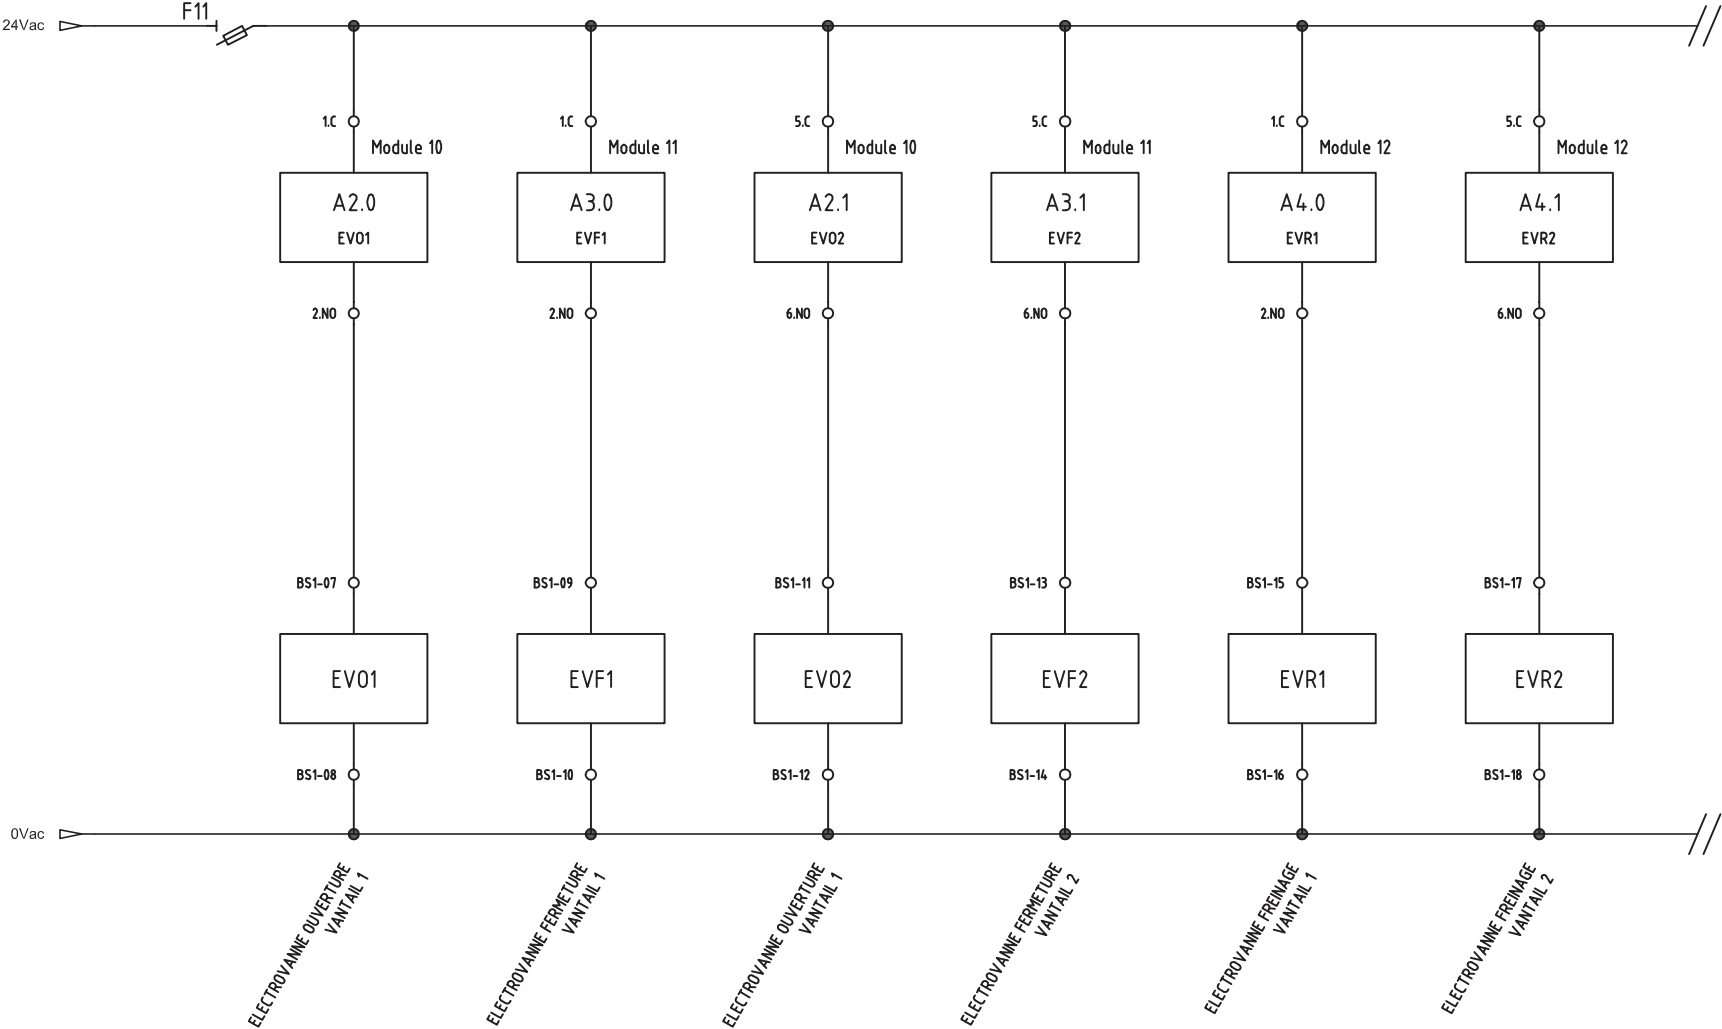 F11
24Vac
1.C
1.C
5.C
5.C
1.C
5.C
Module 10
Module 11
Module 10
Module 11
Module 12
Module 12
A2.0
A3.0
A2.1
A3.1
A4.0
A4.1
EVO1
EVF1
EVO2
EVF2
EVR1
EVR2
2.NO
2.NO
6.NO
6.NO
2.NO
6.NO
BS1-07
BS1-09
BS1-11
BS1-13
BS1-15
BS1-17
EVO1
EVF1
EVO2
EVF2
EVR1
EVR2
BS1-08
BS1-10
BS1-12
BS1-14
BS1-16
BS1-18
0Vac
ELECTROVANNE OUVERTURE
VANTAIL 1
ELECTROVANNE FERMETURE
VANTAIL 1
ELECTROVANNE OUVERTURE
VANTAIL 1
ELECTROVANNE FERMETURE
VANTAIL 2
ELECTROVANNE FREINAGE
VANTAIL 1
ELECTROVANNE FREINAGE
VANTAIL 2